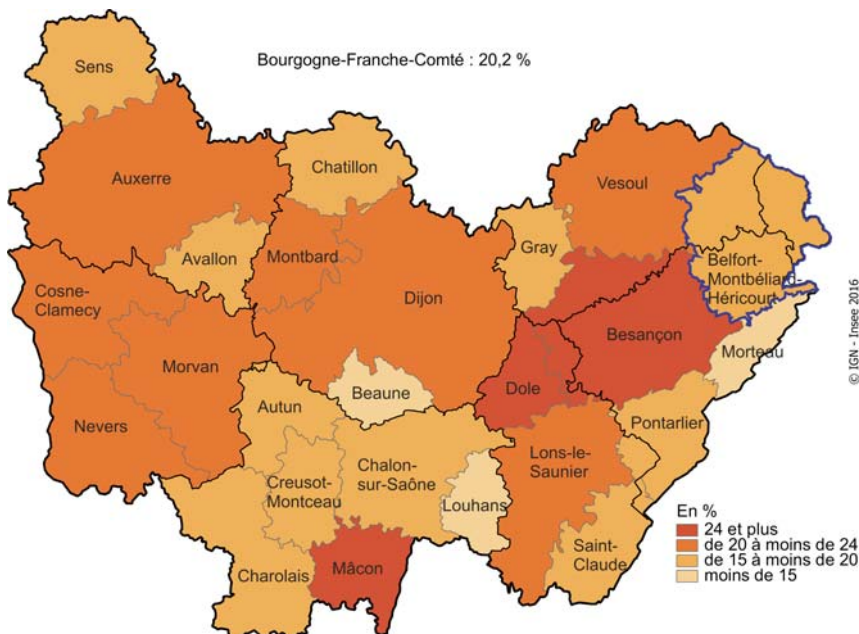 Sens
Bourgogne-Franche-Comté : 20,2 %
Auxerre
Chatillon
Vesoul
Avallon
Montbard
Gray
Belfort-
Montbéliard-
Héricourt
Cosne-
Clamecy
Dijon
Morvan
Besançon
Morteau
Beaune
Dole
Nevers
Autun
Pontarlier
Creusot-
Montceau
Chalon-
sur-Saône
Lons-le-
Saunier
Louhans
Saint-
Claude
Charolais
Mâcon
En %
24 et plus
de 20 à moins de 24
de 15 à moins de 20
moins de 15
© IGN - Insee 2016